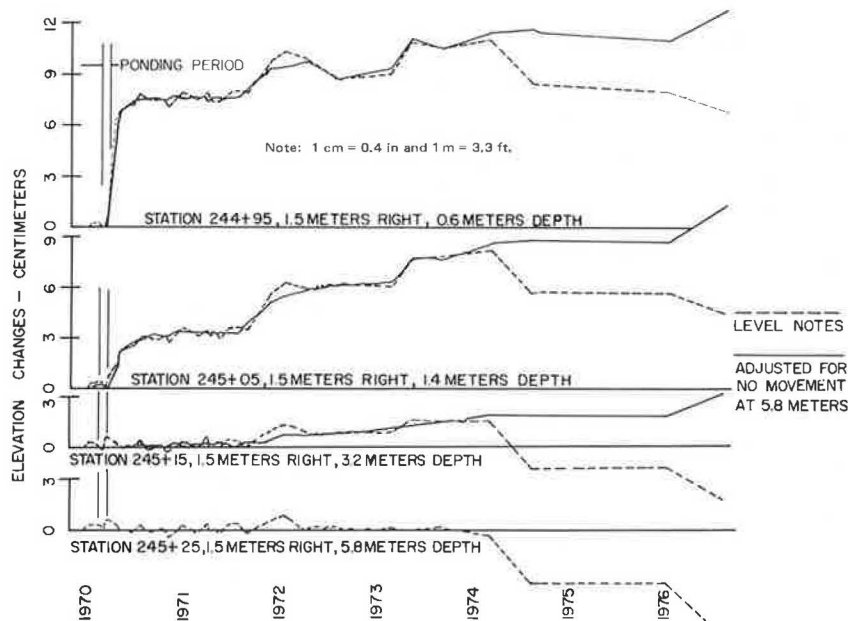 12
9
6
3
0
PONDING PERIOD
Note: 1 cm = 0.4 in and 1 m = 3.3 ft.
STATION 244+95, 1.5 METERS RIGHT, 0.6 METERS DEPTH
9
6
3
0
STATION 245+05, 1.5 METERS RIGHT, 1.4 METERS DEPTH
3
0
STATION 245+15, 1.5 METERS RIGHT, 3.2 METERS DEPTH
3
0
STATION 245+25, 1.5 METERS RIGHT, 5.8 METERS DEPTH
ELEVATION CHANGES – CENTIMETERS
LEVEL NOTES
ADJUSTED FOR
NO MOVEMENT
AT 5.8 METERS
1970
1971
1972
1973
1974
1975
1976